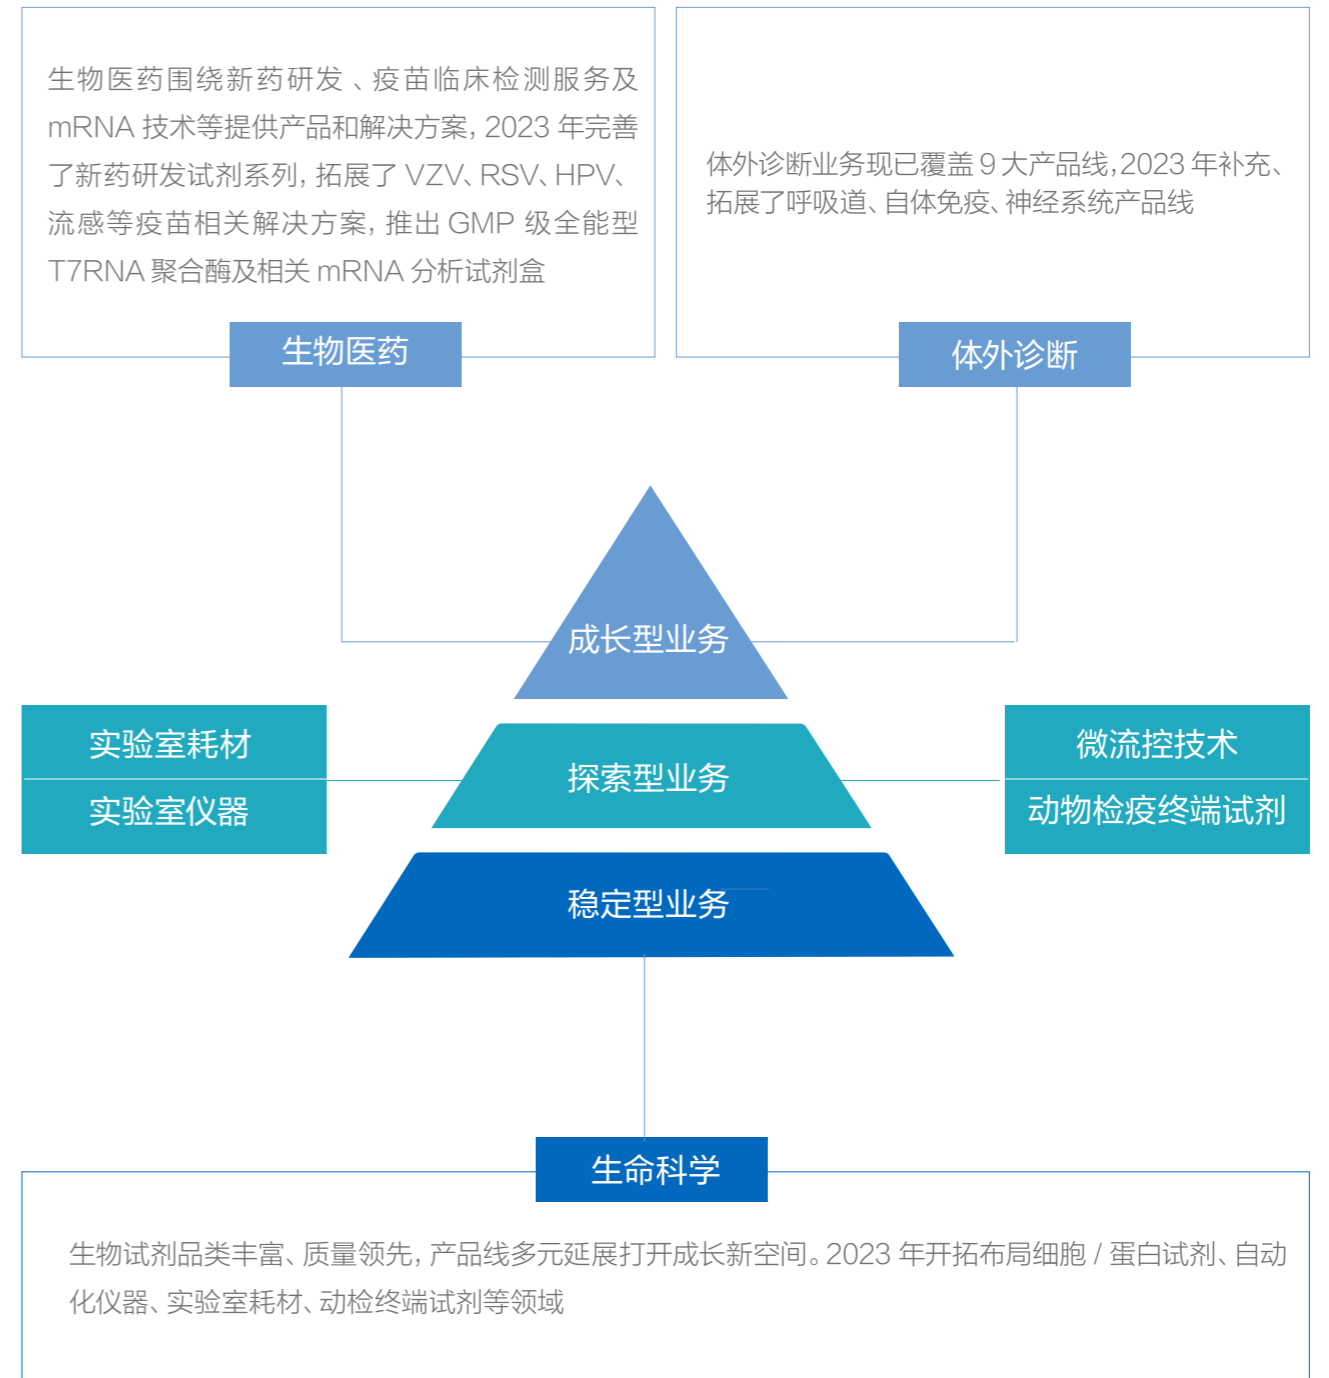 生物医药围绕新药研发、疫苗临床检测服务及
mRNA 技术等提供产品和解决方案, 2023 年完善
了新药研发试剂系列, 拓展了 VZV、RSV、HPV、
流感等疫苗相关解决方案, 推出 GMP 级全能型
T7RNA 聚合酶及相关 mRNA 分析试剂盒
生物医药
体外诊断业务现已覆盖 9 大产品线,2023 年补充、
拓展了呼吸道、自体免疫、神经系统产品线
体外诊断
成长型业务
实验室耗材
实验室仪器
探索型业务
微流控技术
动物检疫终端试剂
稳定型业务
生命科学
生物试剂品类丰富、质量领先, 产品线多元延展打开成长新空间。2023 年开拓布局细胞 / 蛋白试剂、自动
化仪器、实验室耗材、动检终端试剂等领域